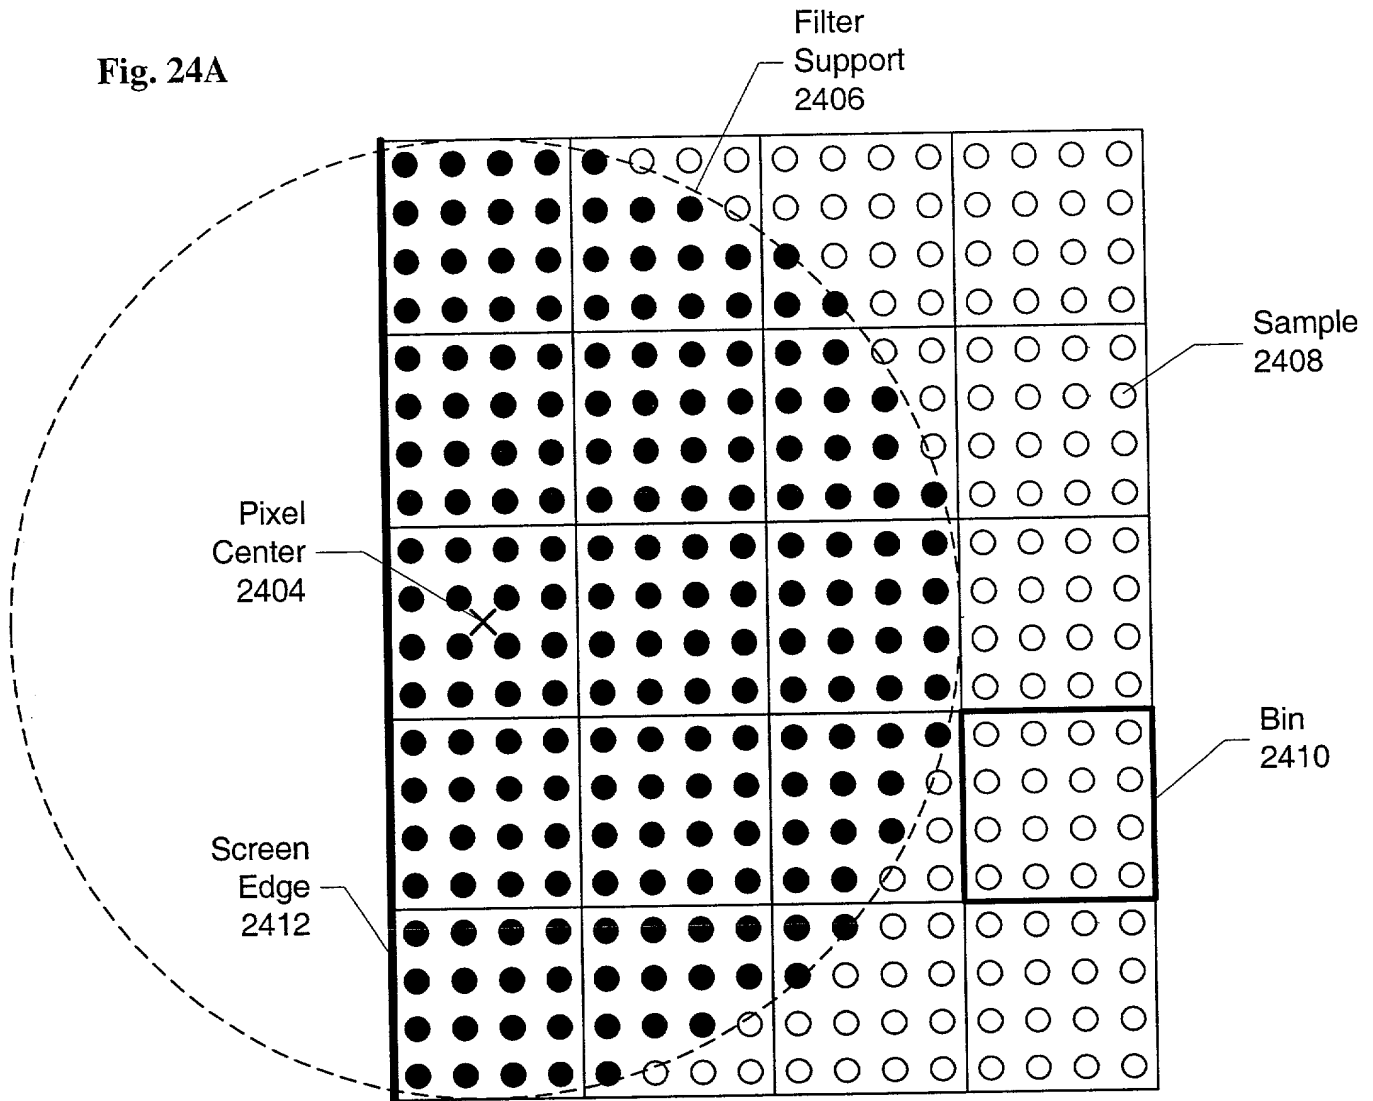 Fig. 24A
Filter
Support
2406
Sample
2408
Pixel
Center
2404
Bin
2410
Screen
Edge
2412